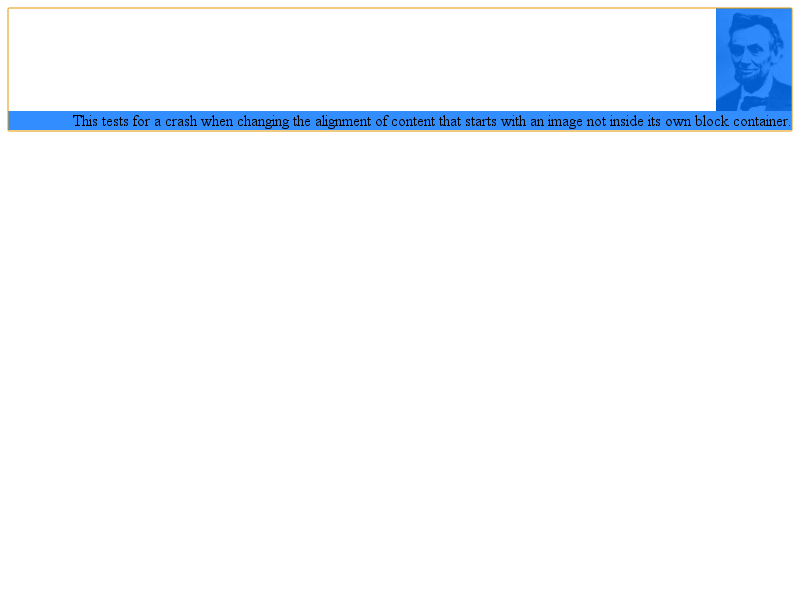 This tests for a crash when changing the alignment of content that starts with an image not inside its own block container.